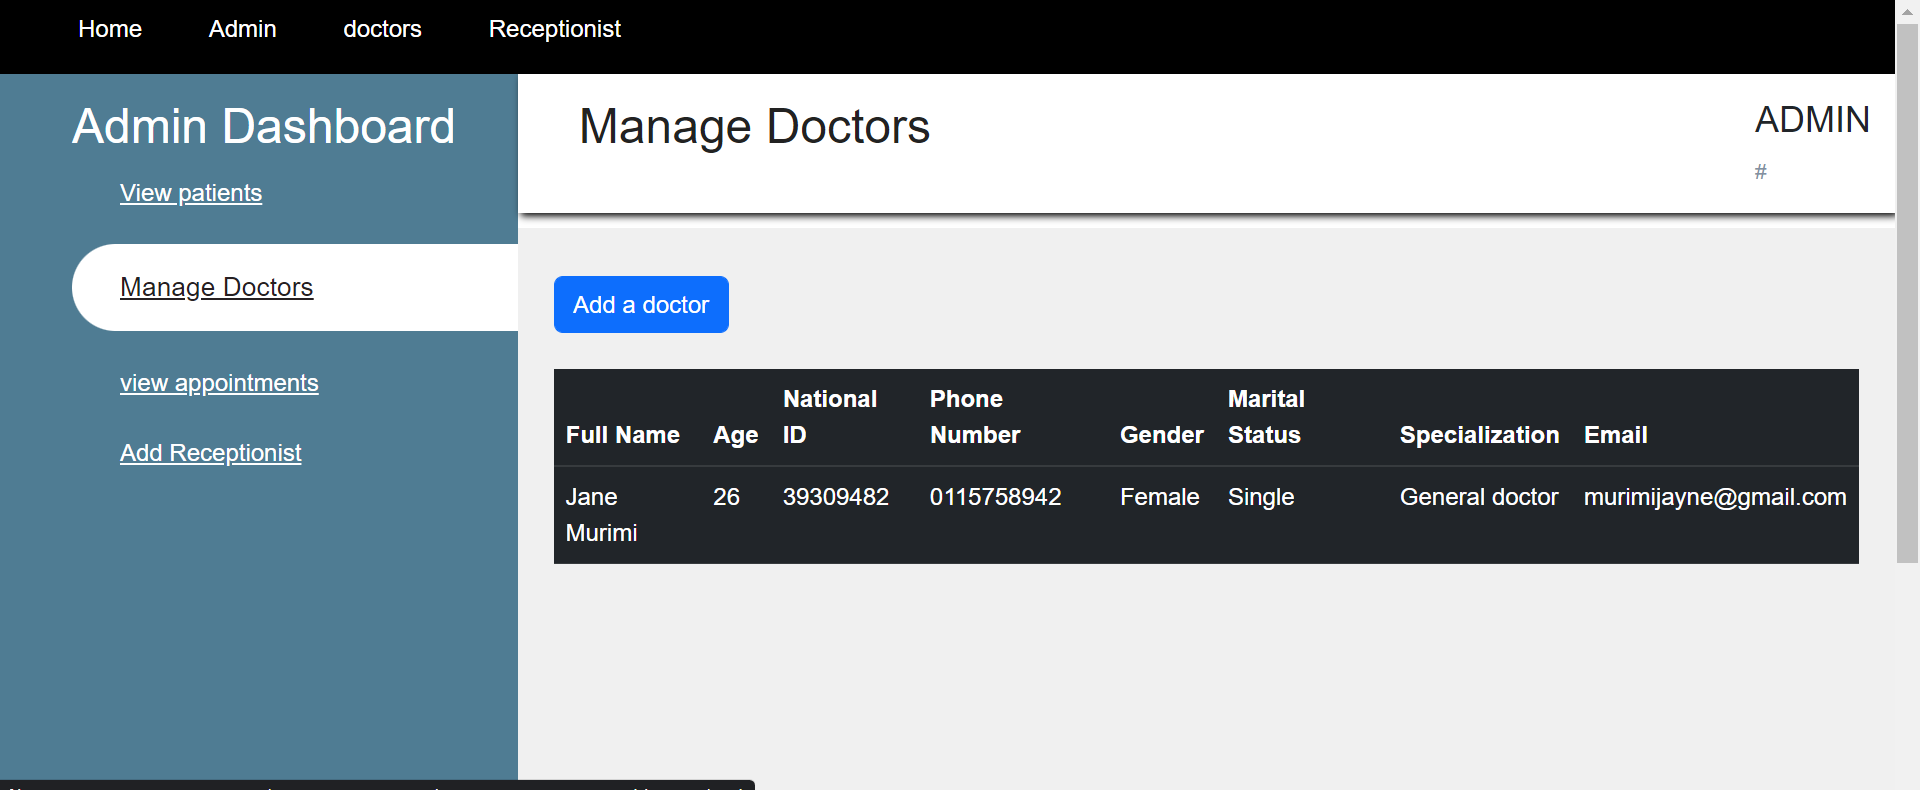 Home Admin doctors Receptionist
Admin Dashboard
View patients
Manage Doctors
view appointments
Add Receptionist
Manage Doctors
ADMIN
#
Add a doctor
Full Name Age National ID Phone Number Gender Marital Status Specialization Email
Jane Murimi 26 39309482 0115758942 Female Single General doctor murimijayne@gmail.com